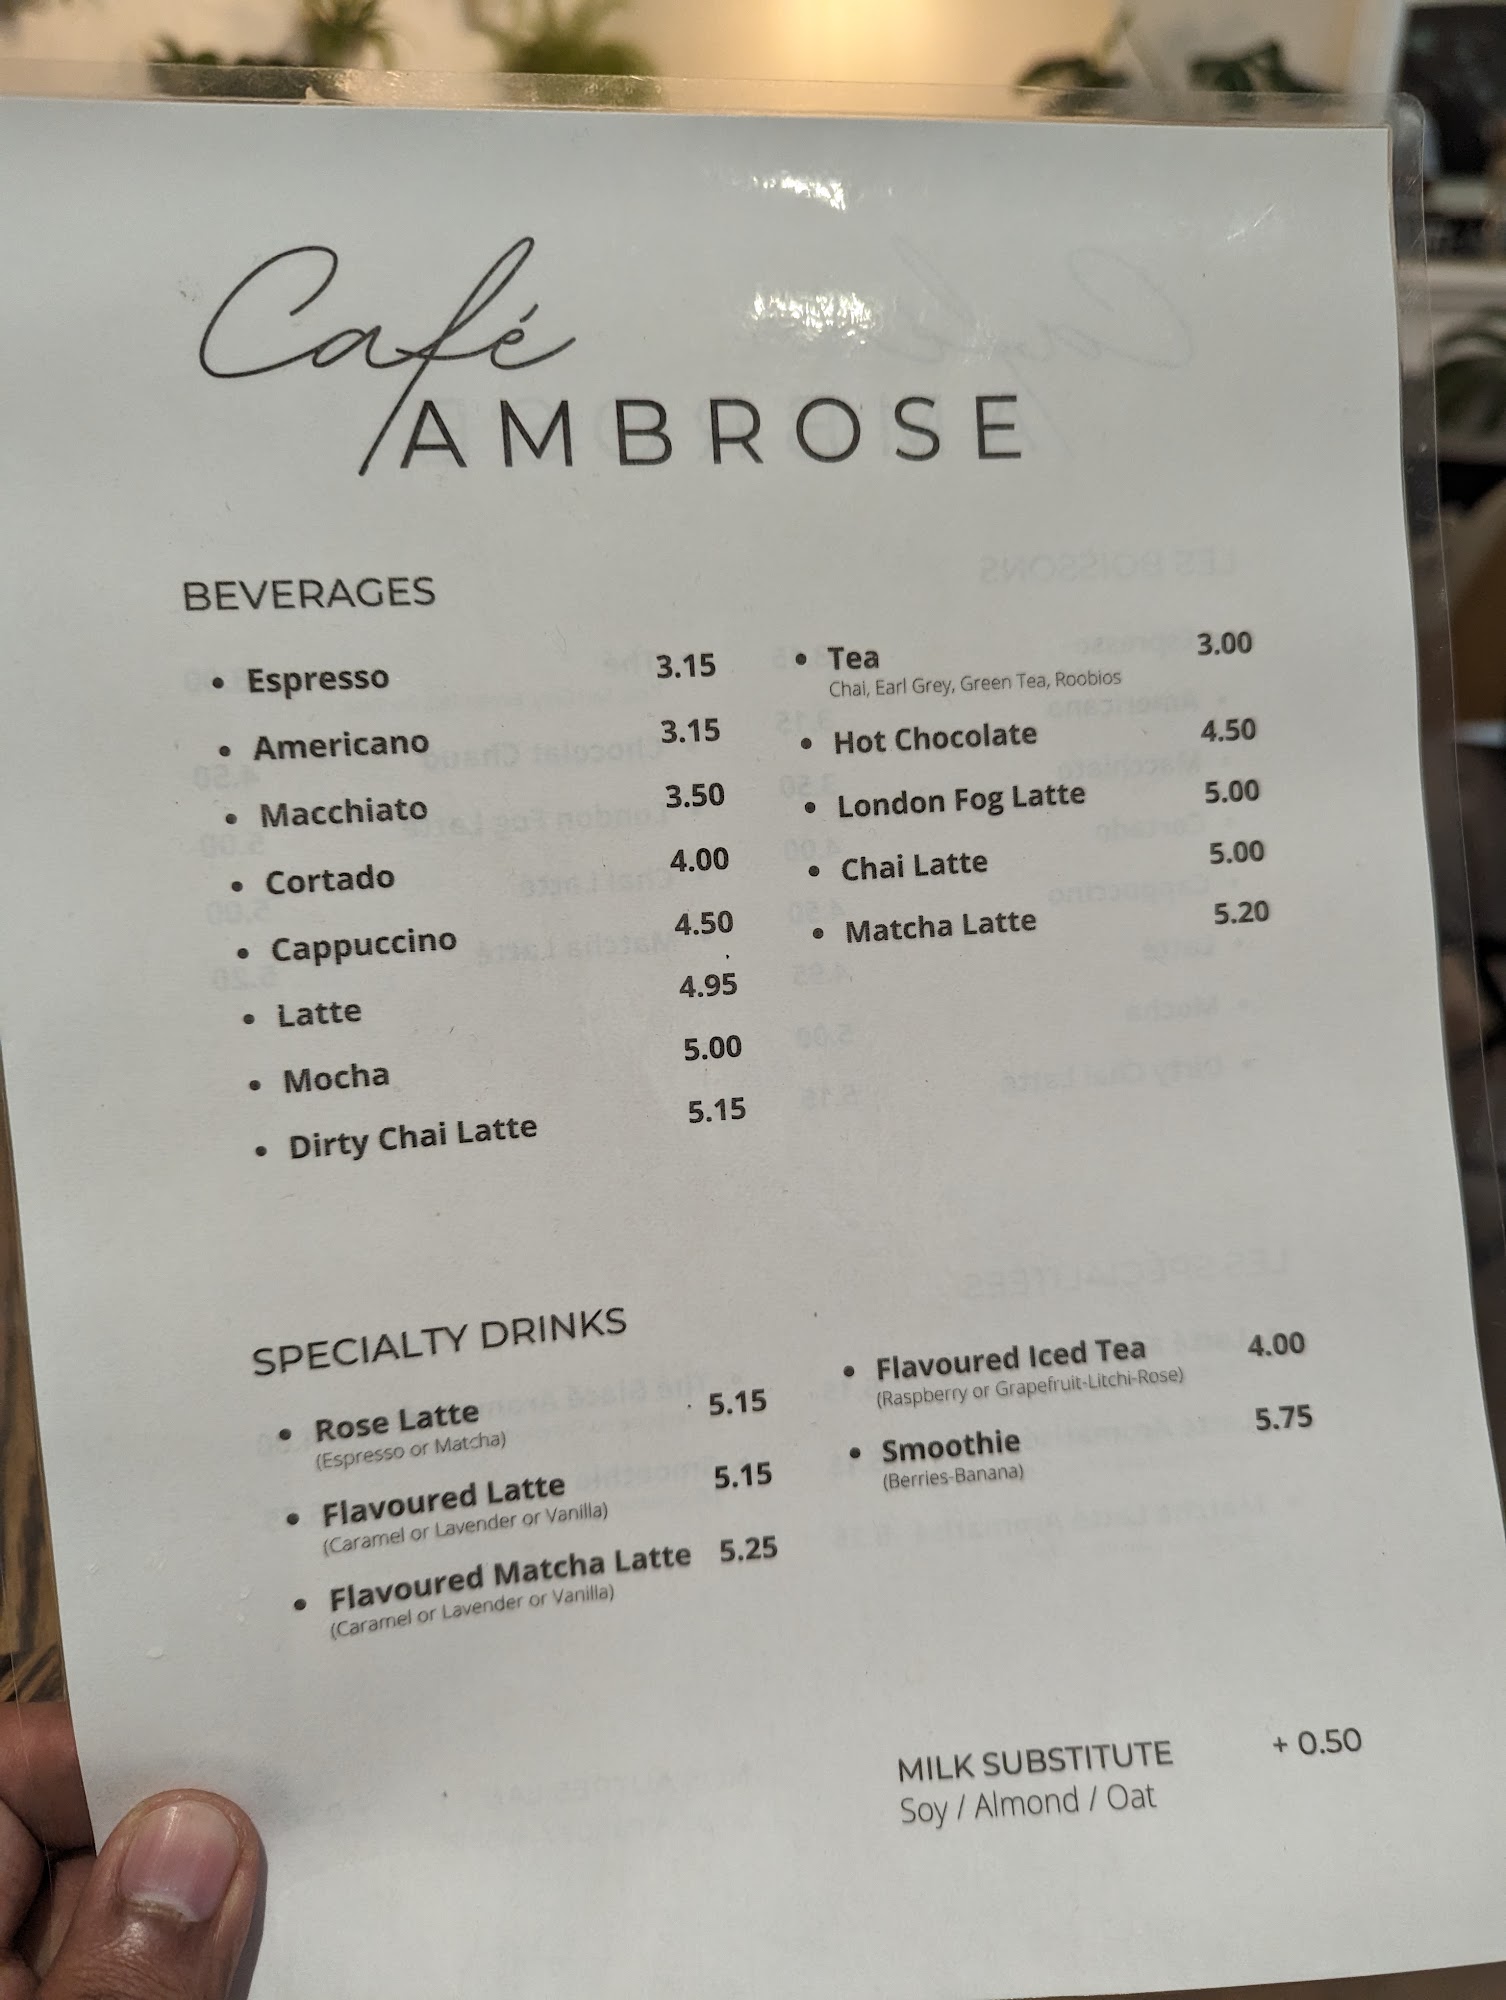 Café
AMBROSE
BEVERAGES
• Espresso 3.15
• Americano 3.15
• Macchiato 3.50
• Cortado 4.00
• Cappuccino 4.50
• Latte 4.95
• Mocha 5.00
• Dirty Chai Latte 5.15
• Tea 3.00
Chai, Earl Grey, Green Tea, Roobios
• Hot Chocolate 4.50
• London Fog Latte 5.00
• Chai Latte 5.00
• Matcha Latte 5.20
SPECIALTY DRINKS
• Rose Latte 5.15
(Espresso or Matcha)
• Flavoured Latte 5.15
(Caramel or Lavender or Vanilla)
• Flavoured Matcha Latte 5.25
(Caramel or Lavender or Vanilla)
• Flavoured Iced Tea 4.00
(Raspberry or Grapefruit-Litchi-Rose)
• Smoothie 5.75
(Berries-Banana)
MILK SUBSTITUTE + 0.50
Soy / Almond / Oat